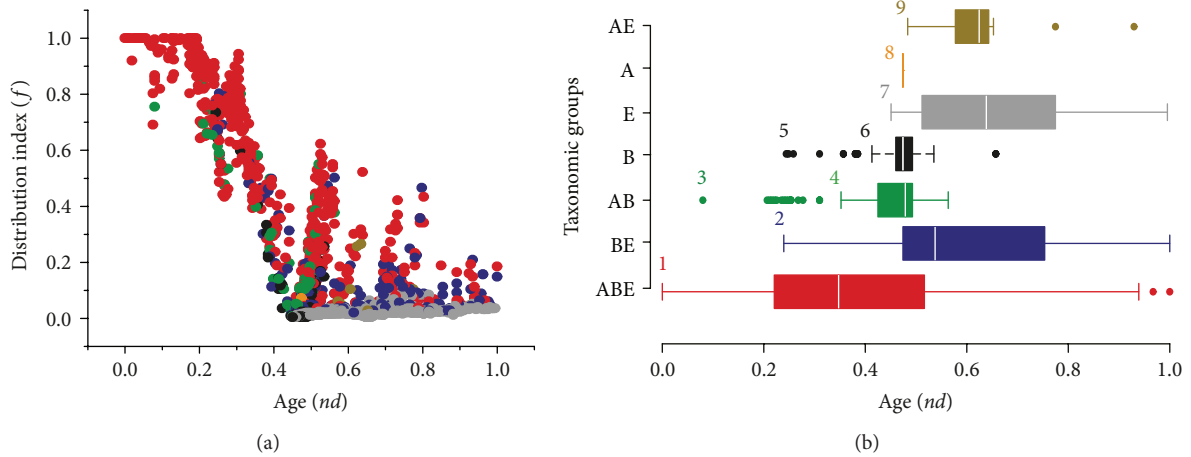 Distribution index (f)
1.0
0.8
0.6
0.4
0.2
0.0
0.0 0.2 0.4 0.6 0.8 1.0
Age (nd)
(a)
Taxonomic groups
AE
A
E
B
AB
BE
ABE
9
8
7
5 6
3 4
2
1
0.0 0.2 0.4 0.6 0.8 1.0
Age (nd)
(b)